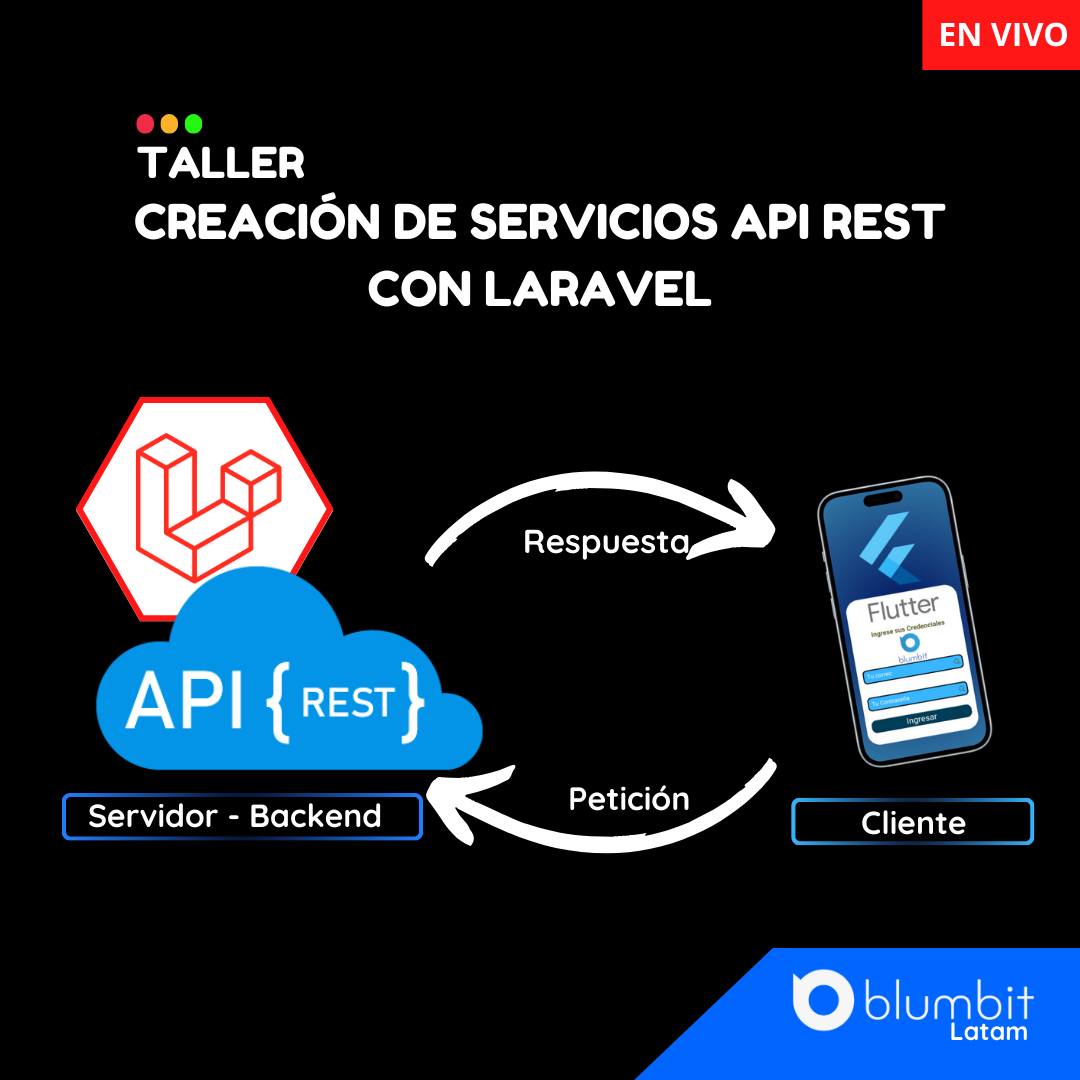 EN VIVO
TALLER
CREACIÓN DE SERVICIOS API REST
CON LARAVEL
Respuesta
Flutter
Ingrese sus Credenciales
blumbit
Tu correo
Tu Contraseña
Ingresar
API {REST}
Servidor - Backend
Petición
Cliente
blumbit
Latam